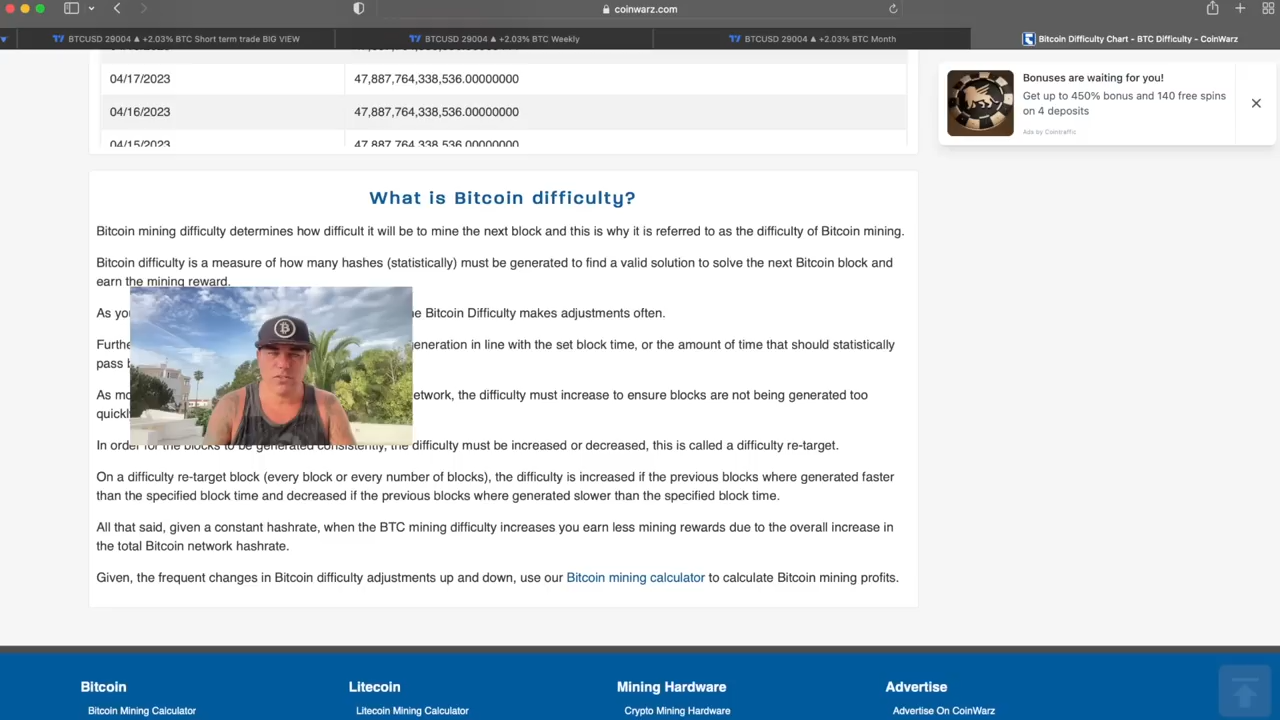 coinwarz.com
BTCUSD 29004 ▲ +2.03% BTC Short term trade BIG VIEW
BTCUSD 29004 ▲ +2.03% BTC Weekly
BTCUSD 29004 ▲ +2.03% BTC Month
Bitcoin Difficulty Chart - BTC Difficulty - CoinWarz
04/17/2023 47,887,764,338,536.00000000
04/16/2023 47,887,764,338,536.00000000
04/15/2023 47,887,764,338,536.00000000
Bonuses are waiting for you!
Get up to 450% bonus and 140 free spins
on 4 deposits
Ads by Cointraffic
What is Bitcoin difficulty?
Bitcoin mining difficulty determines how difficult it will be to mine the next block and this is why it is referred to as the difficulty of Bitcoin mining.
Bitcoin difficulty is a measure of how many hashes (statistically) must be generated to find a valid solution to solve the next Bitcoin block and
earn the mining reward.
As Bitcoin Difficulty makes adjustments often.
in line with the set block time, or the amount of time that should statistically
pass
As the difficulty must increase to ensure blocks are not being generated too
In order for the blocks to be generated consistently, the difficulty must be increased or decreased, this is called a difficulty re-target.
On a difficulty re-target block (every block or every number of blocks), the difficulty is increased if the previous blocks where generated faster
than the specified block time and decreased if the previous blocks where generated slower than the specified block time.
All that said, given a constant hashrate, when the BTC mining difficulty increases you earn less mining rewards due to the overall increase in
the total Bitcoin network hashrate.
Given, the frequent changes in Bitcoin difficulty adjustments up and down, use our Bitcoin mining calculator to calculate Bitcoin mining profits.
Bitcoin Litecoin Mining Hardware Advertise
Bitcoin Mining Calculator Litecoin Mining Calculator Crypto Mining Hardware Advertise On CoinWarz